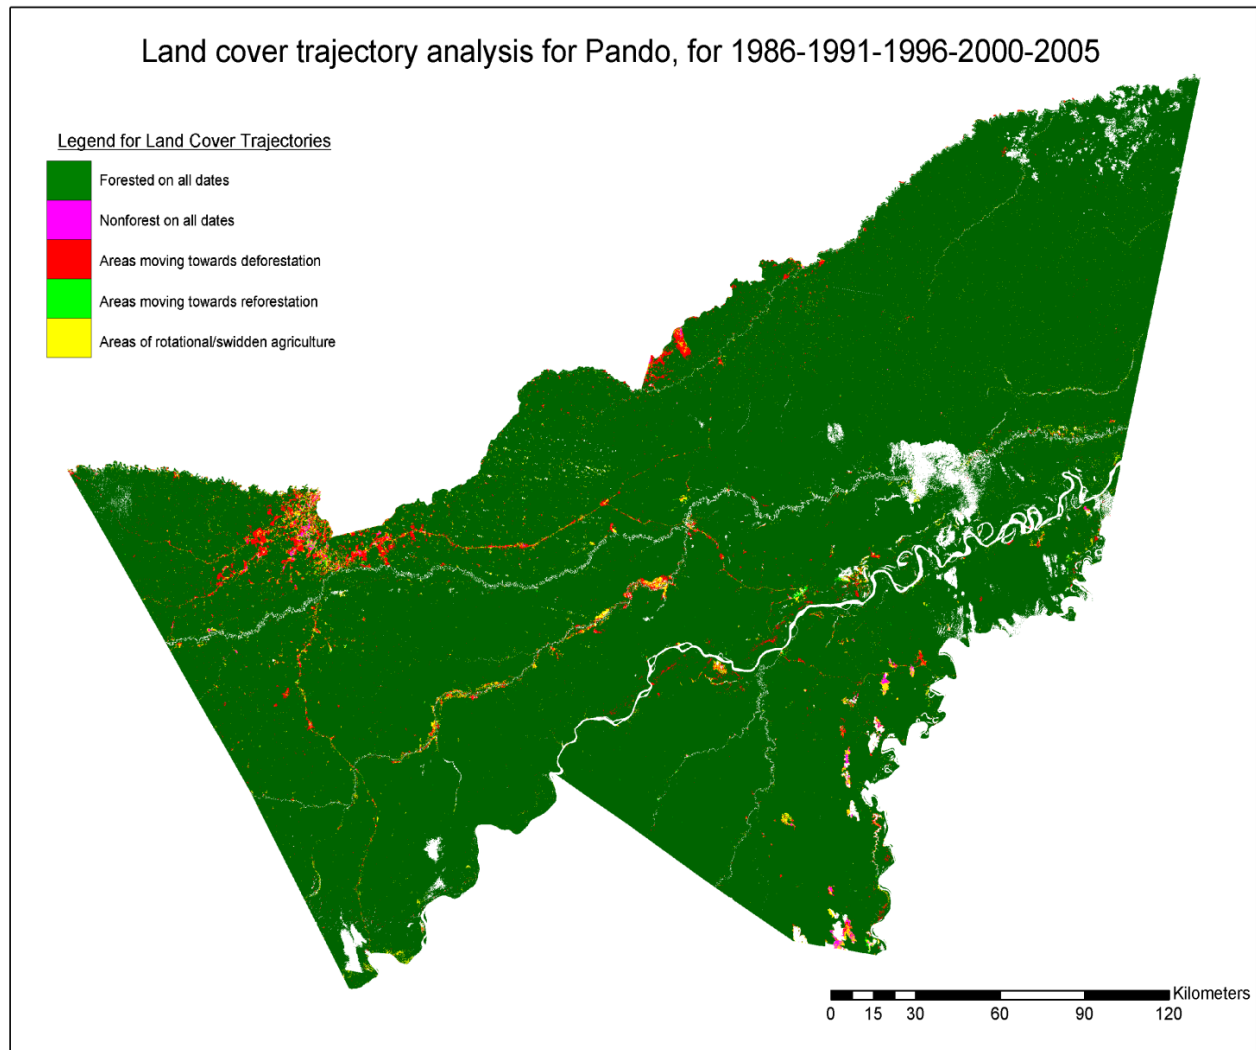 Land cover trajectory analysis for Pando, for 1986-1991-1996-2000-2005
Legend for Land Cover Trajectories
Forested on all dates
Nonforest on all dates
Areas moving towards deforestation
Areas moving towards reforestation
Areas of rotational/swidden agriculture
Kilometers
0 15 30 60 90 120